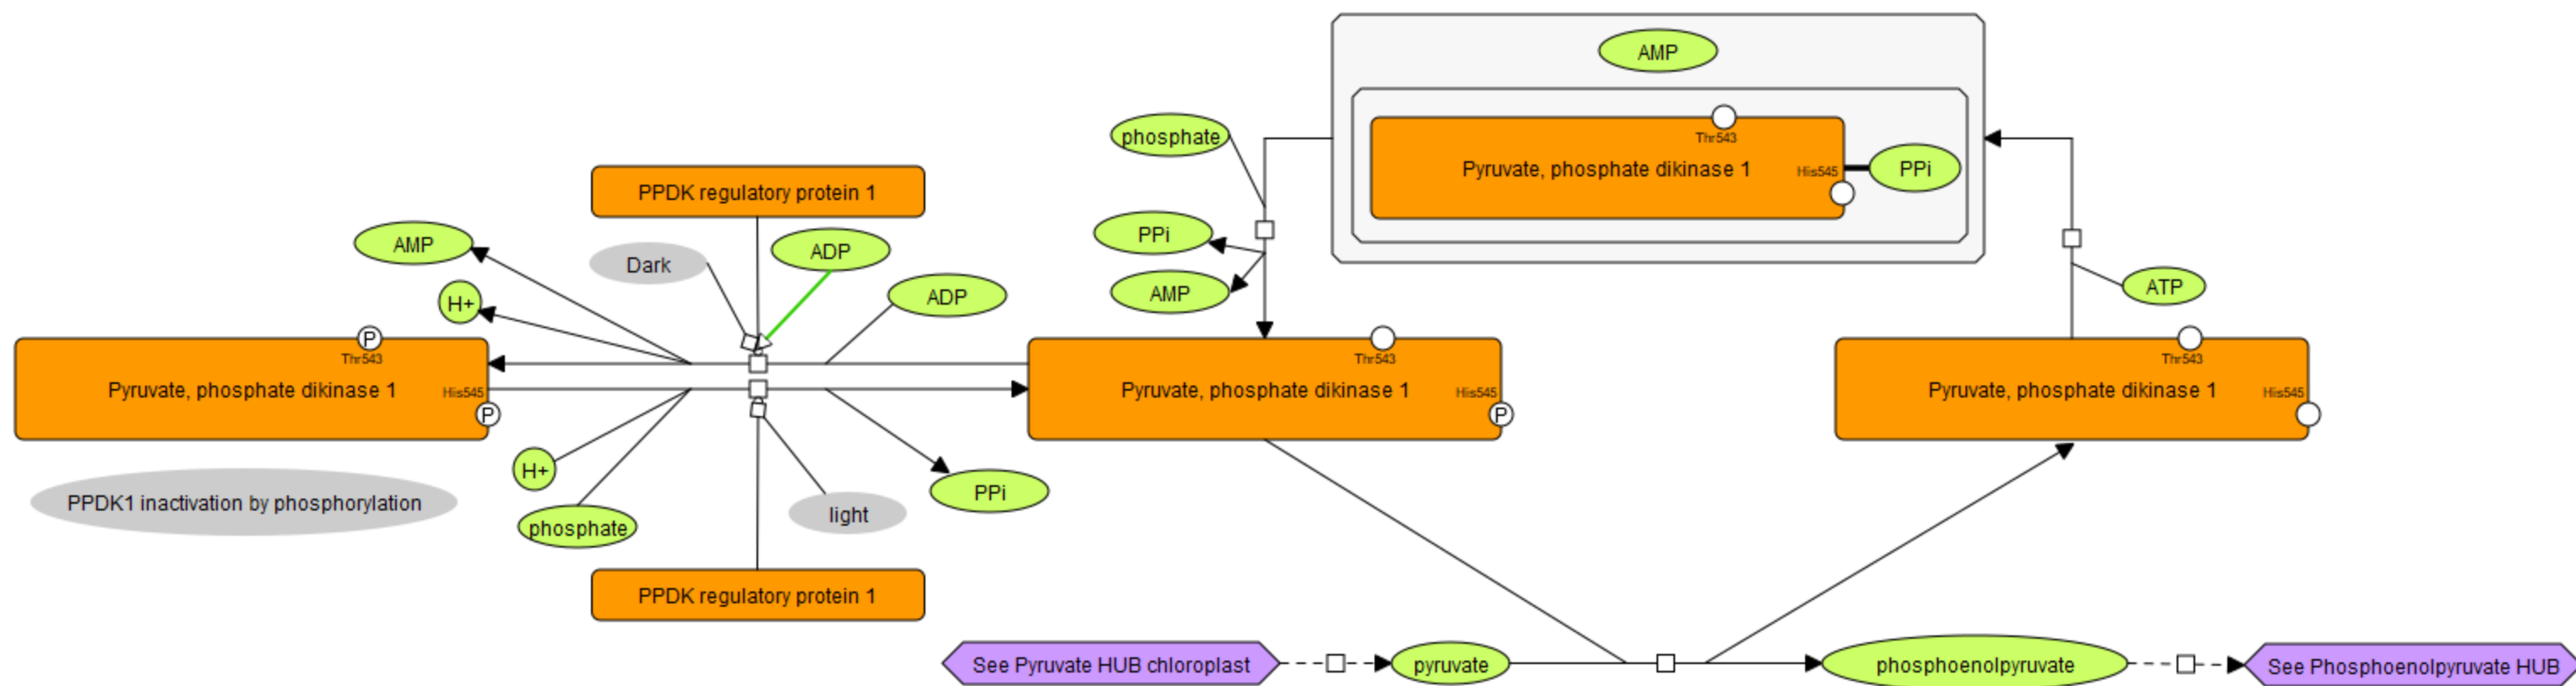 AMP
Thr543
Pyruvate, phosphate dikinase 1
His545
PPi
phosphate
PPi
AMP
ATP
PPDK regulatory protein 1
AMP
Dark
ADP
H+
ADP
P
Thr543
Pyruvate, phosphate dikinase 1
His545
P
Thr543
Pyruvate, phosphate dikinase 1
His545
P
Thr543
Pyruvate, phosphate dikinase 1
His545
PPDK1 inactivation by phosphorylation
H+
phosphate
light
PPi
PPDK regulatory protein 1
See Pyruvate HUB chloroplast
pyruvate
phosphoenolpyruvate
See Phosphoenolpyruvate HUB